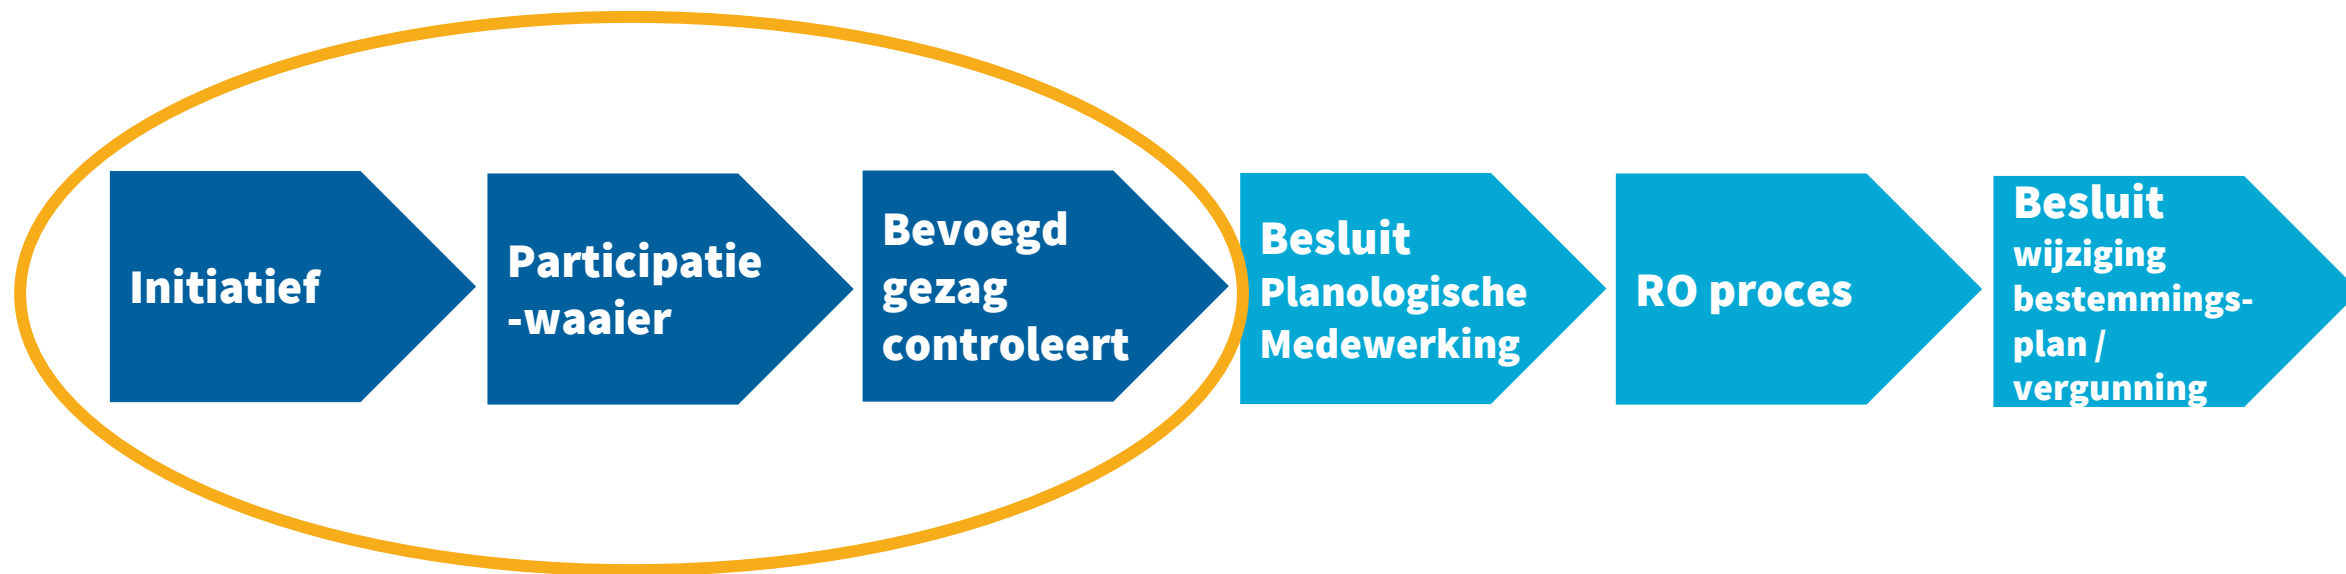 Initiatief
Participatie
-waaier
Bevoegd
gezag
controleert
Besluit
Planologische
Medewerking
RO proces
Besluit
wijziging
bestemmings-
plan /
vergunning